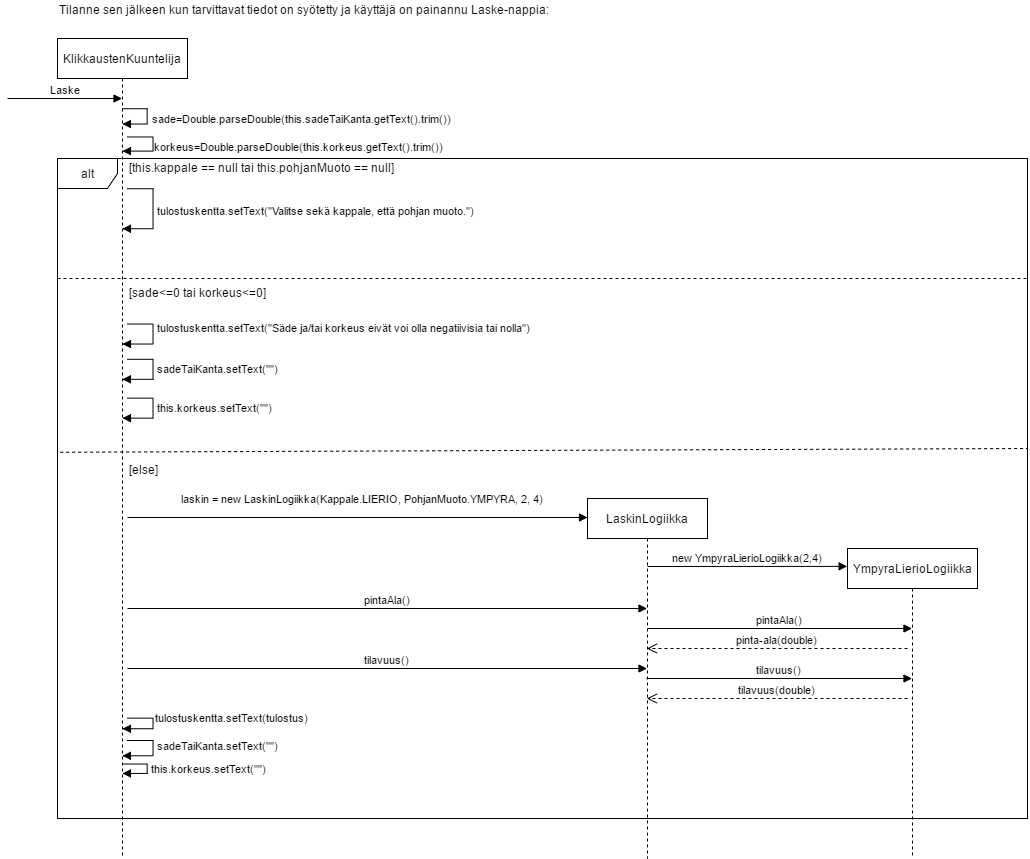 Tilanne sen jälkeen kun tarvittavat tiedot on syötetty ja käyttäjä on painannu Laske-nappia:
KlikkaustenKuuntelija
Laske
sade=Double.parseDouble(this.sadeTaiKanta.getText().trim())
korkeus=Double.parseDouble(this.korkeus.getText().trim())
alt
[this.kappale == null tai this.pohjanMuoto == null]
tulostuskentta.setText("Valitse sekä kappale, että pohjan muoto.")
[sade<=0 tai korkeus<=0]
tulostuskentta.setText("Säde ja/tai korkeus eivät voi olla negatiivisia tai nolla")
sadeTaiKanta.setText("")
this.korkeus.setText("")
[else]
laskin = new LaskinLogiikka(Kappale.LIERIO, PohjanMuoto.YMPYRA, 2, 4)
LaskinLogiikka
new YmpyraLierioLogiikka(2,4)
YmpyraLierioLogiikka
pintaAla()
pintaAla()
pinta-ala(double)
tilavuus()
tilavuus()
tilavuus(double)
tulostuskentta.setText(tulostus)
sadeTaiKanta.setText("")
this.korkeus.setText("")